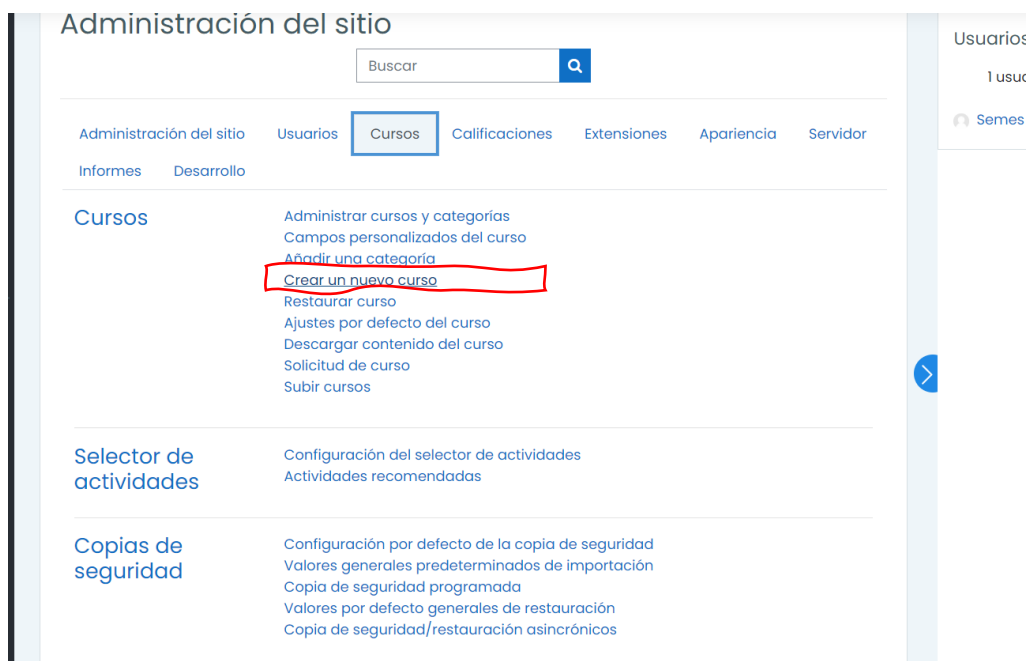 Administración del sitio
Buscar
Usuarios
1 usua
Semes
Administración del sitio Usuarios Cursos Calificaciones Extensiones Apariencia Servidor
Informes Desarrollo
Cursos
Administrar cursos y categorías
Campos personalizados del curso
Añadir una categoría
Crear un nuevo curso
Restaurar curso
Ajustes por defecto del curso
Descargar contenido del curso
Solicitud de curso
Subir cursos
Selector de
actividades
Configuración del selector de actividades
Actividades recomendadas
Copias de
seguridad
Configuración por defecto de la copia de seguridad
Valores generales predeterminados de importación
Copia de seguridad programada
Valores por defecto generales de restauración
Copia de seguridad/restauración asincrónicos